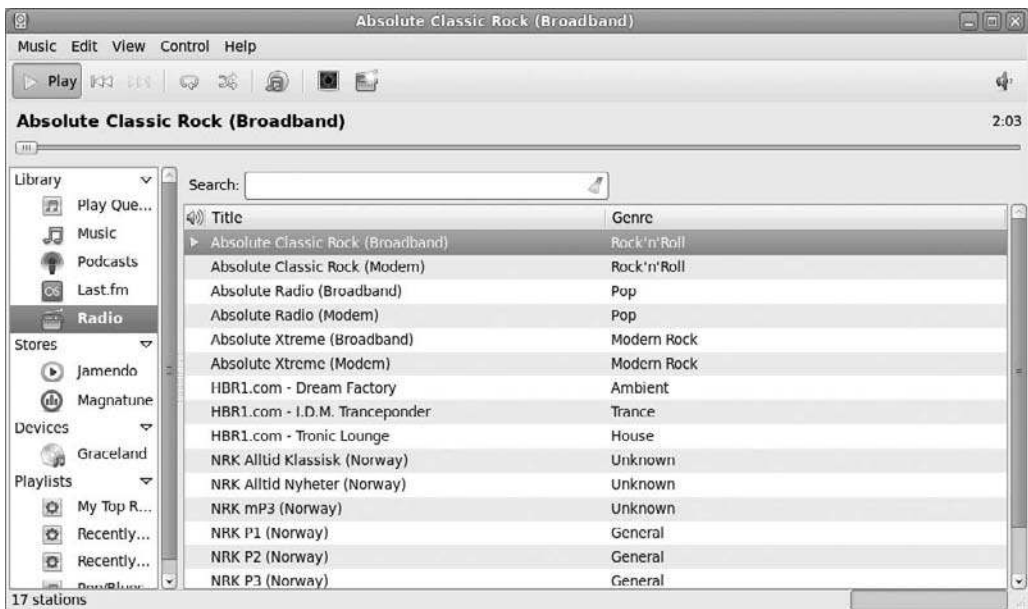 Absolute Classic Rock (Broadband)
Music Edit View Control Help
Play
Absolute Classic Rock (Broadband) 2:03
Library
Play Que...
Music
Podcasts
Last.fm
Radio
Stores
Jamendo
Magnatune
Devices
Graceland
Playlists
My Top R...
Recently...
Recently...
Search:
Title Genre
Absolute Classic Rock (Broadband) Rock'n'Roll
Absolute Classic Rock (Modem) Rock'n'Roll
Absolute Radio (Broadband) Pop
Absolute Radio (Modem) Pop
Absolute Xtreme (Broadband) Modern Rock
Absolute Xtreme (Modem) Modern Rock
HBR1.com - Dream Factory Ambient
HBR1.com - I.D.M. Tranceponder Trance
HBR1.com - Tronic Lounge House
NRK Alltid Klassisk (Norway) Unknown
NRK Alltid Nyheter (Norway) Unknown
NRK mP3 (Norway) Unknown
NRK P1 (Norway) General
NRK P2 (Norway) General
NRK P3 (Norway) General
17 stations